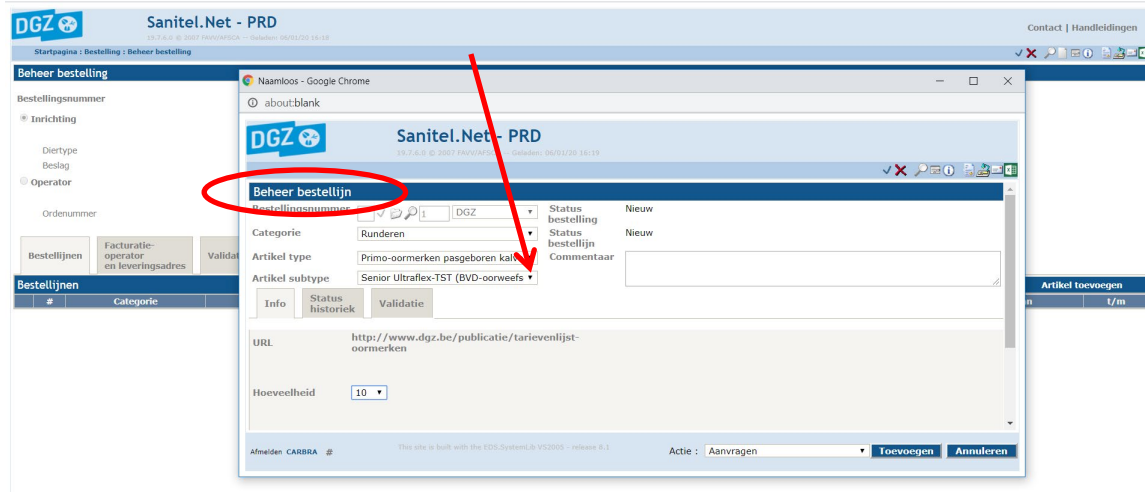 DGZ Sanitel.Net - PRD
19.7.6.0 © 2007 FAVV/AFSCA - Geladen: 06/01/20 16:18
Contact | Handleidingen
Startpagina : Bestelling : Beheer bestelling
Beheer bestelling
Bestellingsnummer
Inrichting
Diertype
Beslag
Operator
Ordenummer
Bestellijnen
Facturatie-
operator
en leveringsadres
Validat
Bestellijnen
Artikel toevoegen
# Categorie
t/m
Naamloos - Google Chrome
about:blank
DGZ Sanitel.Net - PRD
19.7.6.0 © 2007 FAVV/AFSCA - Geladen: 06/01/20 16:19
Beheer bestellijn
Bestellingsnummer 1 DGZ Status
bestelling Nieuw
Categorie Runderen Status
bestellijn Nieuw
Artikel type Primo-oormerken pasgeboren kalv Commentaar
Artikel subtype Senior Ultraflex-TST (BVD-oorweefs
Info
Status
historiek
Validatie
URL http://www.dgz.be/publicatie/tarievenlijst-
oormerken
Hoeveelheid 10
Afmelden CARBRA #
This site is built with the EDS.SystemLib VS2005 - release 8.1
Actie : Aanvragen Toevoegen Annuleren